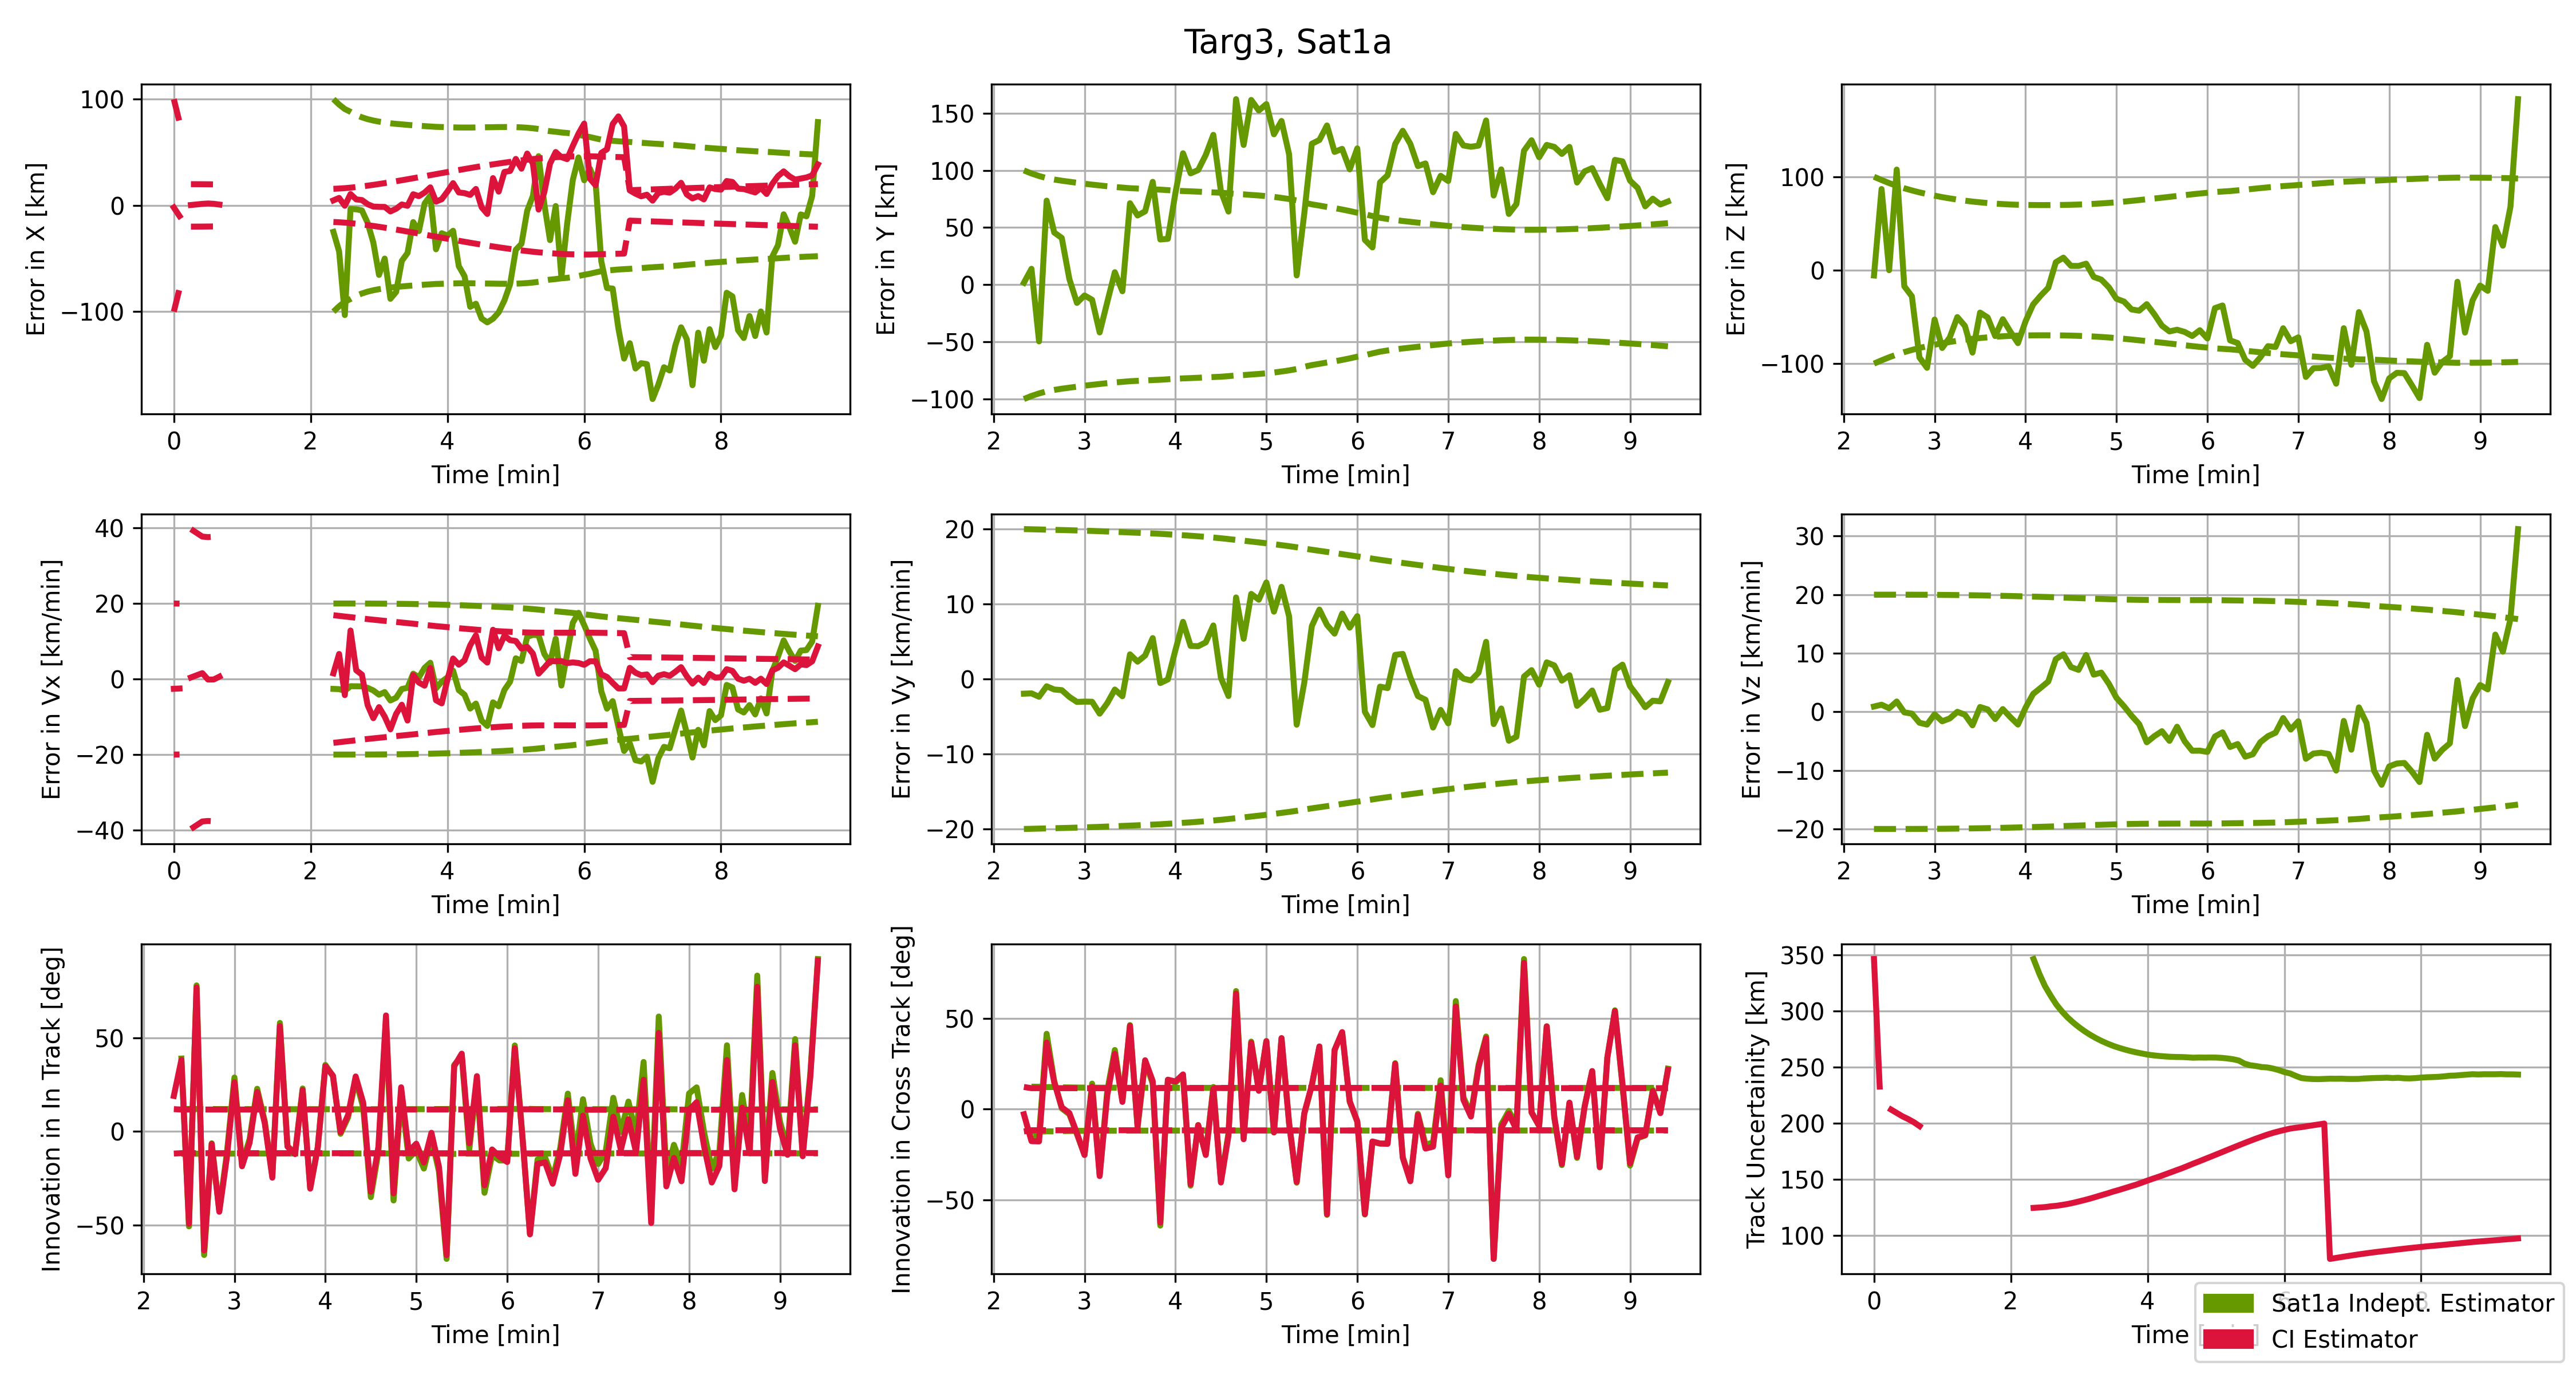 Targ3, Sat1a
100
0
−100
Error in X [km]
0 2 4 6 8
Time [min]
150
100
50
0
−50
−100
Error in Y [km]
2 3 4 5 6 7 8 9
Time [min]
100
0
−100
Error in Z [km]
2 3 4 5 6 7 8 9
Time [min]
40
20
0
−20
−40
Error in Vx [km/min]
0 2 4 6 8
Time [min]
20
10
0
−10
−20
Error in Vy [km/min]
2 3 4 5 6 7 8 9
Time [min]
30
20
10
0
−10
−20
Error in Vz [km/min]
2 3 4 5 6 7 8 9
Time [min]
50
0
−50
Innovation in In Track [deg]
2 3 4 5 6 7 8 9
Time [min]
50
0
−50
Innovation in Cross Track [deg]
2 3 4 5 6 7 8 9
Time [min]
350
300
250
200
150
100
Track Uncertainity [km]
0 2 4
Time
Sat1a Indept. Estimator
CI Estimator